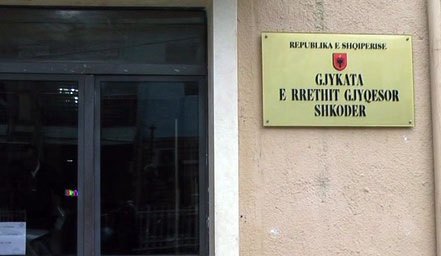 REPUBLIKA E SHQIPERISE
GJYKATA
E RRETHIT GJYQESOR
SHKODER